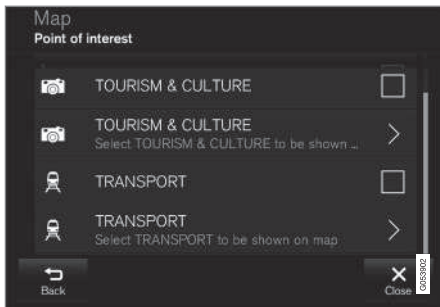 Map
Point of interest
TOURISM & CULTURE
TOURISM & CULTURE
Select TOURISM & CULTURE to be shown ...
TRANSPORT
TRANSPORT
Select TRANSPORT to be shown on map
Back
Close
G053902